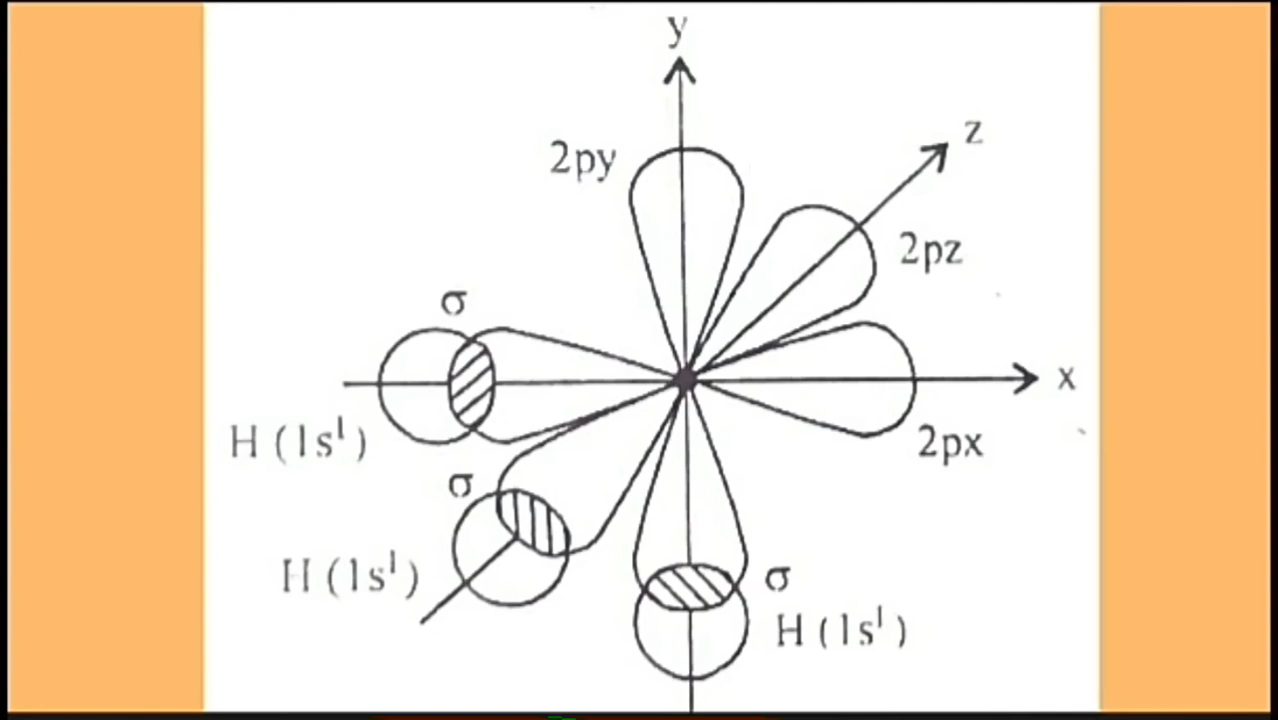 y
z
2py
2pz
σ
x
H (1s¹)
2px
σ
H (1s¹)
σ
H (1s¹)